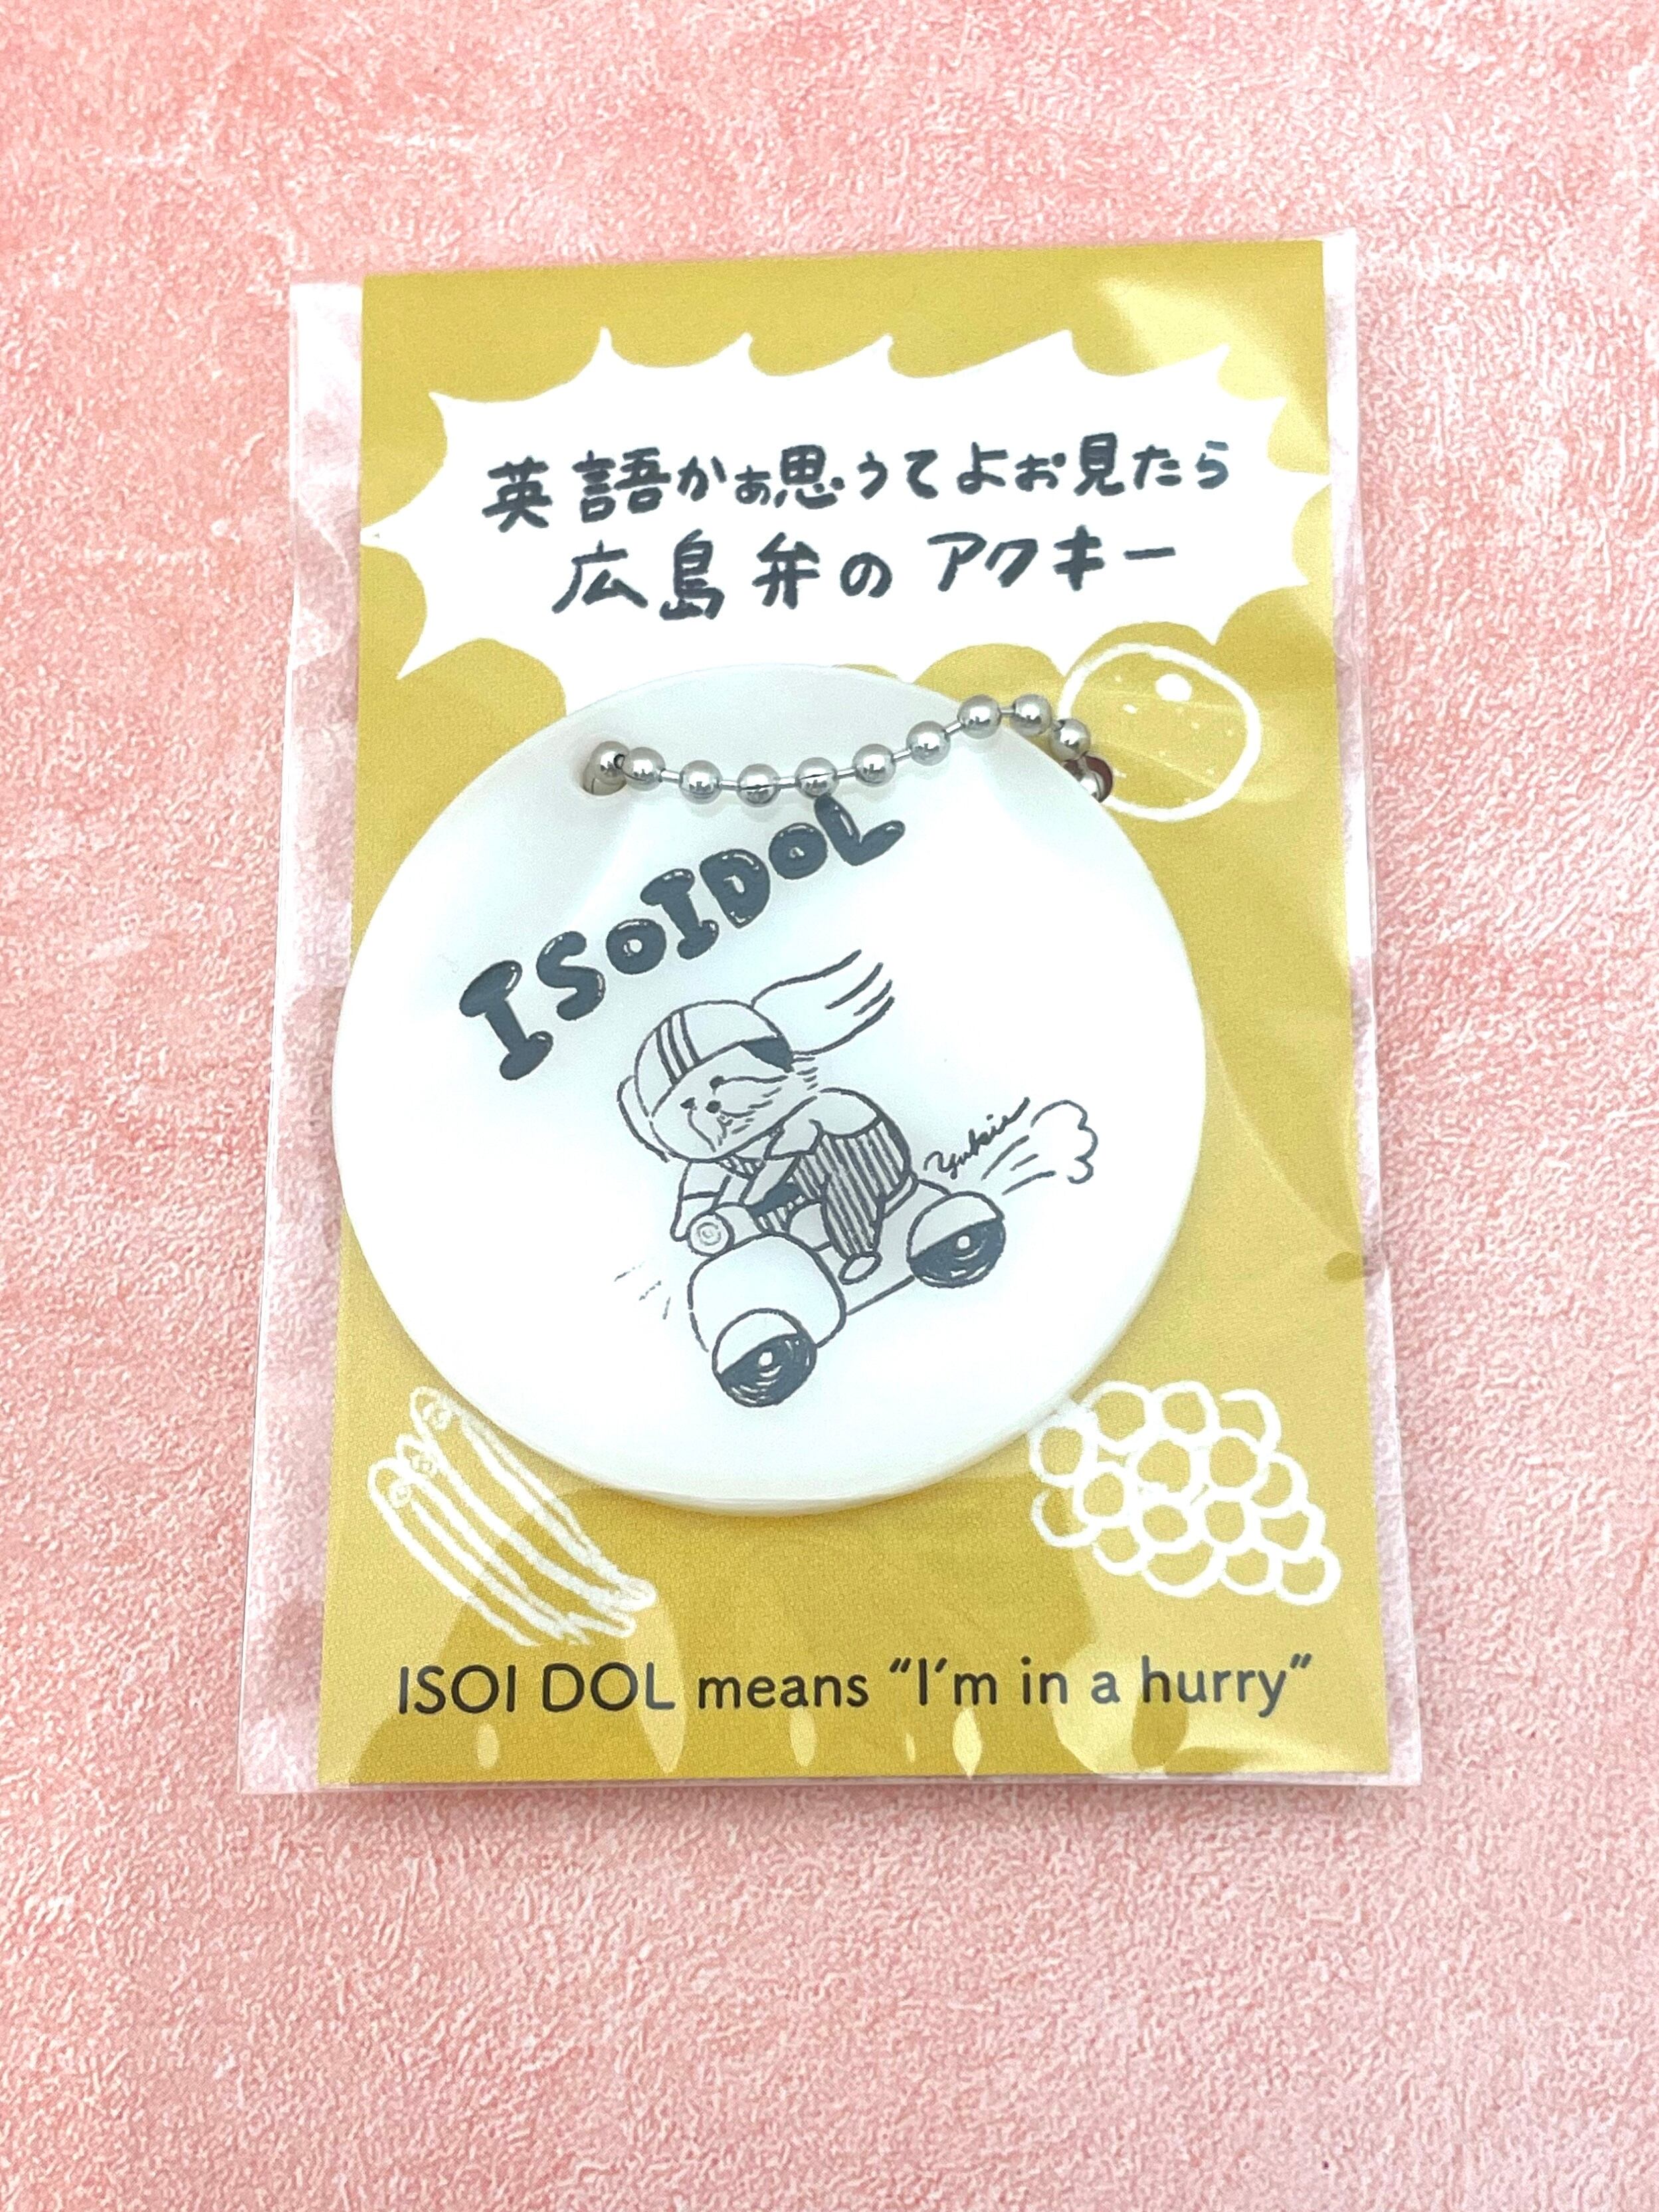 英語かぁ思うてよお見たら
広島弁のアクキー
ISOIDOL
Yukie
ISOI DOL means “I'm in a hurry”